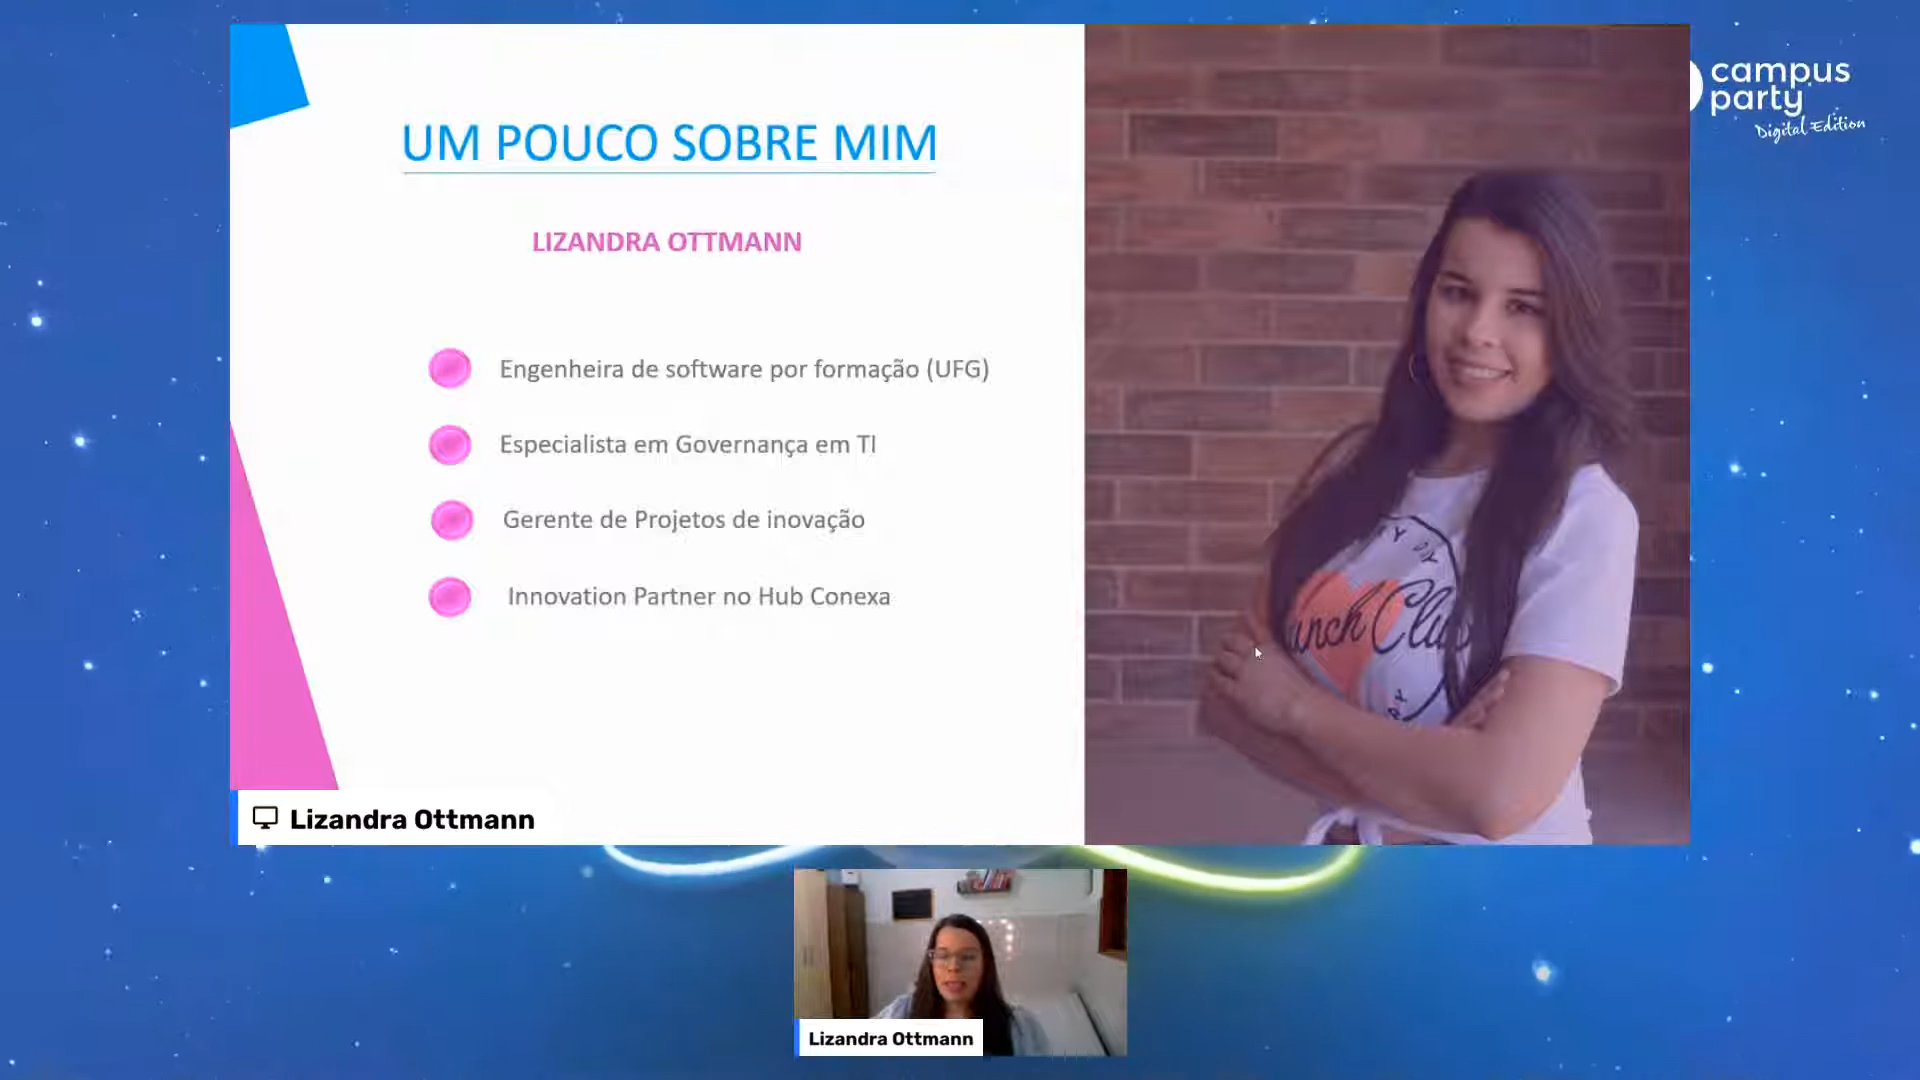 campus
party
Digital Edition
UM POUCO SOBRE MIM
LIZANDRA OTTMANN
Engenheira de software por formação (UFG)
Especialista em Governança em TI
Gerente de Projetos de inovação
Innovation Partner no Hub Conexa
Lizandra Ottmann
Lizandra Ottmann